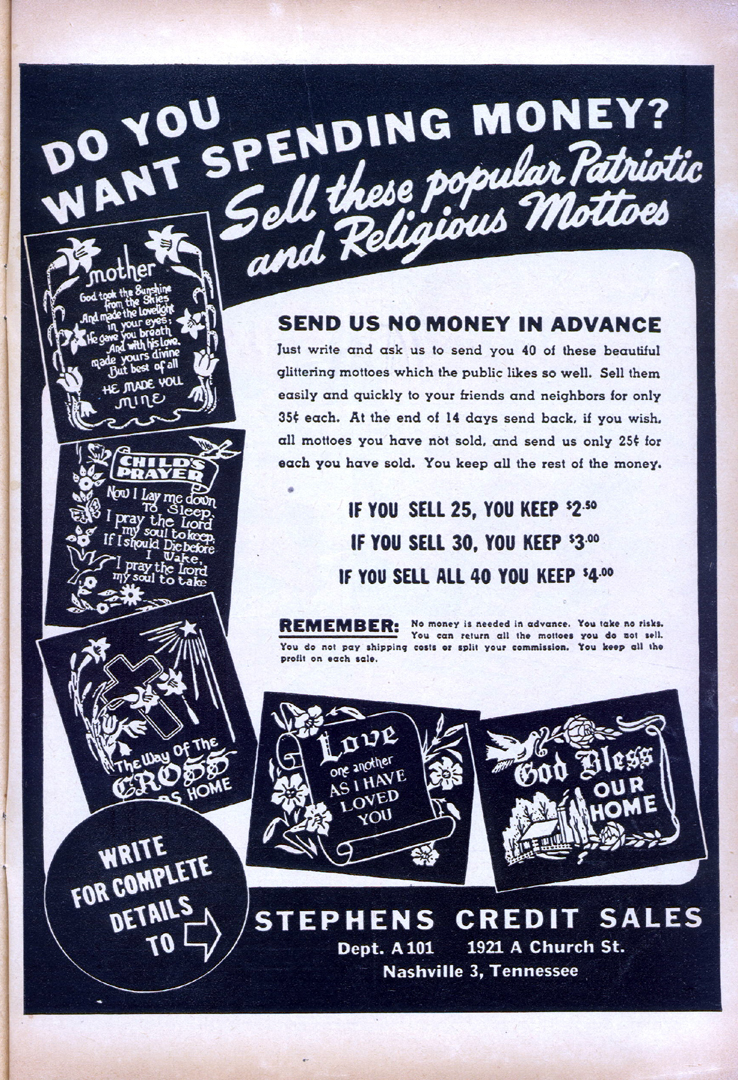 DO YOU
WANT SPENDING MONEY?
Sell these popular Patriotic
and Religious Mottoes
mother
God took the Sunshine
from the Skies
And made the Lovelight
in your eyes;
He gave you breath
And with his love,
made yours divine
But best of all
HE MADE YOU
MINE
CHILD'S
PRAYER
Now I Lay me down
To Sleep,
I pray the Lord
my soul to keep,
If I should Die before
I Wake,
I pray the Lord
my soul to take
The Way Of The
CROSS
DS HOME
SEND US NO MONEY IN ADVANCE
Just write and ask us to send you 40 of these beautiful
glittering mottoes which the public likes so well. Sell them
easily and quickly to your friends and neighbors for only
35¢ each. At the end of 14 days send back, if you wish,
all mottoes you have not sold, and send us only 25¢ for
each you have sold. You keep all the rest of the money.
IF YOU SELL 25, YOU KEEP $2.50
IF YOU SELL 30, YOU KEEP $3.00
IF YOU SELL ALL 40 YOU KEEP $4.00
REMEMBER: No money is needed in advance. You take no risks.
You can return all the mottoes you do not sell.
You do not pay shipping costs or split your commission. You keep all the
profit on each sale.
Love
one another
AS I HAVE
LOVED
YOU
God Bless
OUR
HOME
WRITE
FOR COMPLETE
DETAILS
TO
STEPHENS CREDIT SALES
Dept. A 101 1921 A Church St.
Nashville 3, Tennessee